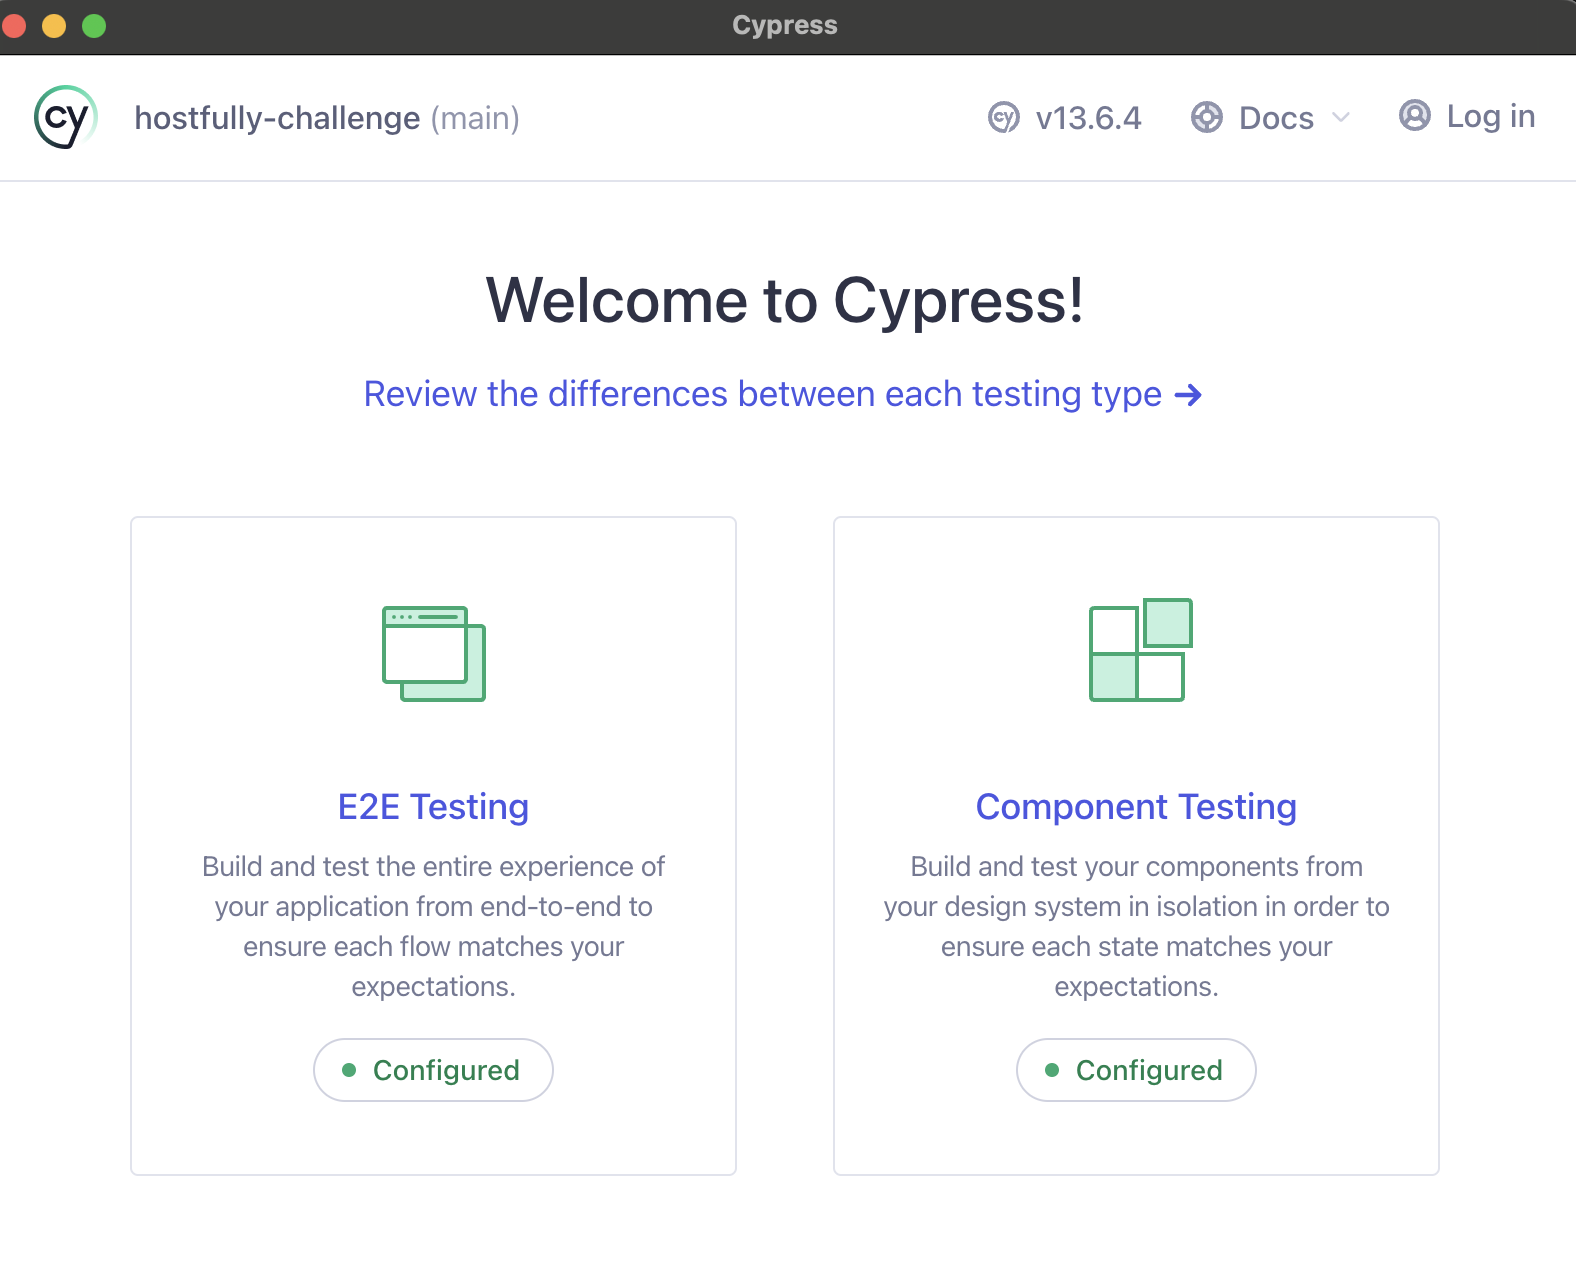 Cypress
cy hostfully-challenge (main) cy v13.6.4 Docs Log in
Welcome to Cypress!
Review the differences between each testing type →
E2E Testing
Build and test the entire experience of
your application from end-to-end to
ensure each flow matches your
expectations.
Configured
Component Testing
Build and test your components from
your design system in isolation in order to
ensure each state matches your
expectations.
Configured